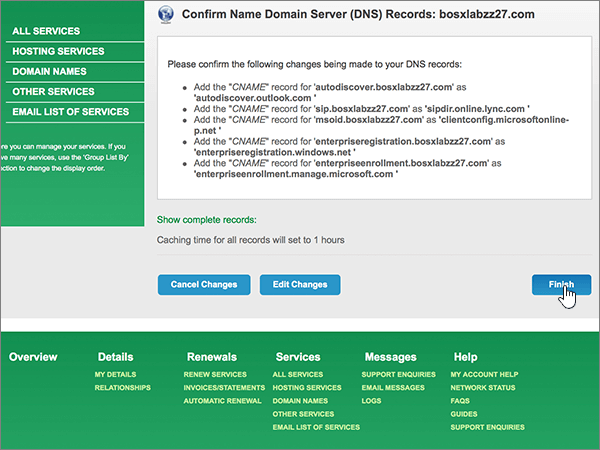 Confirm Name Domain Server (DNS) Records: bosxlabzz27.com
ALL SERVICES
HOSTING SERVICES
DOMAIN NAMES
OTHER SERVICES
EMAIL LIST OF SERVICES
re you can manage your services. If you
ve many services, use the 'Group List By'
ction to change the display order.
Please confirm the following changes being made to your DNS records:
Add the "CNAME" record for 'autodiscover.bosxlabzz27.com' as
'autodiscover.outlook.com '
Add the "CNAME" record for 'sip.bosxlabzz27.com' as 'sipdir.online.lync.com '
Add the "CNAME" record for 'msoid.bosxlabzz27.com' as 'clientconfig.microsoftonline-
p.net '
Add the "CNAME" record for 'enterpriseregistration.bosxlabzz27.com' as
'enterpriseregistration.windows.net '
Add the "CNAME" record for 'enterpriseenrollment.bosxlabzz27.com' as
'enterpriseenrollment.manage.microsoft.com '
Show complete records:
Caching time for all records will set to 1 hours
Cancel Changes
Edit Changes
Finish
Overview
Details
MY DETAILS
RELATIONSHIPS
Renewals
RENEW SERVICES
INVOICES/STATEMENTS
AUTOMATIC RENEWAL
Services
ALL SERVICES
HOSTING SERVICES
DOMAIN NAMES
OTHER SERVICES
EMAIL LIST OF SERVICES
Messages
SUPPORT ENQUIRIES
EMAIL MESSAGES
LOGS
Help
MY ACCOUNT HELP
NETWORK STATUS
FAQS
GUIDES
SUPPORT ENQUIRIES